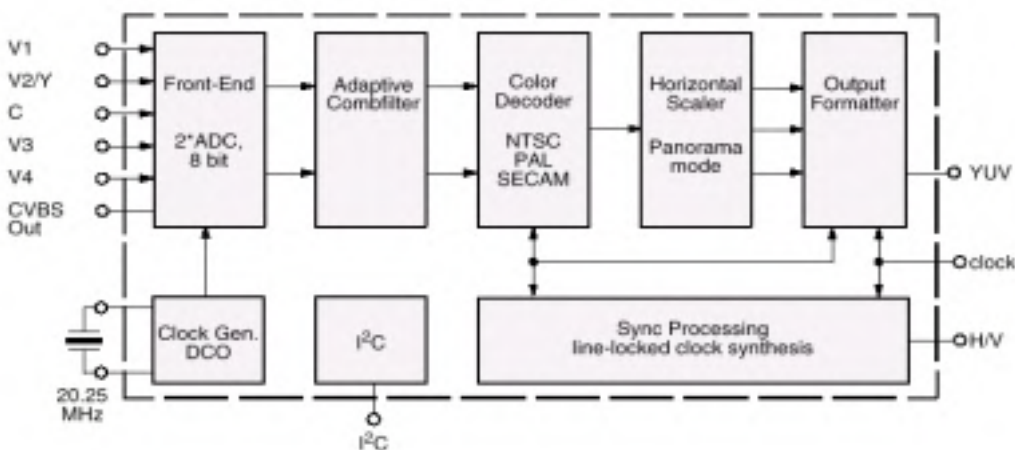 V1
V2/Y
C
V3
V4
CVBS
Out
Front-End
2*ADC,
8 bit
Adaptive
Combfilter
Color
Decoder
NTSC
PAL
SECAM
Horizontal
Scaler
Panorama
mode
Output
Formatter
YUV
clock
H/V
Clock Gen.
DCO
I²C
Sync Processing
line-locked clock synthesis
20.25
MHz
I²C